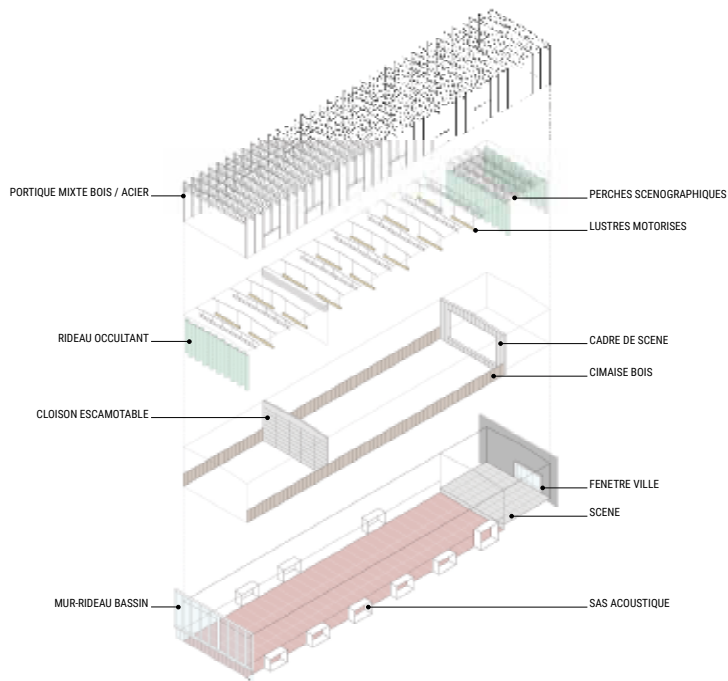 PORTIQUE MIXTE BOIS / ACIER
PERCHES SCENOGRAPHIQUES
LUSTRES MOTORISES
RIDEAU OCCULTANT
CADRE DE SCENE
CIMAISE BOIS
CLOISON ESCAMOTABLE
FENETRE VILLE
SCENE
MUR-RIDEAU BASSIN
SAS ACOUSTIQUE